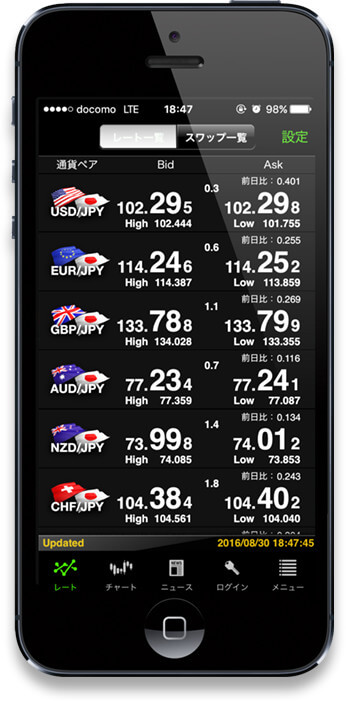 docomo LTE 18:47 98%
レート一覧 スワップ一覧 設定
通貨ペア Bid Ask
0.3 前日比：0.401
USD/JPY 102.295 102.298
High 102.444 Low 101.755
0.6 前日比：0.255
EUR/JPY 114.246 114.252
High 114.387 Low 113.859
1.1 前日比：0.269
GBP/JPY 133.788 133.799
High 134.028 Low 133.355
0.7 前日比：0.116
AUD/JPY 77.234 77.241
High 77.359 Low 77.087
1.4 前日比：0.134
NZD/JPY 73.998 74.012
High 74.085 Low 73.853
1.8 前日比：0.243
CHF/JPY 104.384 104.402
High 104.561 Low 104.040
Updated 2016/08/30 18:47:45
NEWS
レート チャート ニュース ログイン メニュー